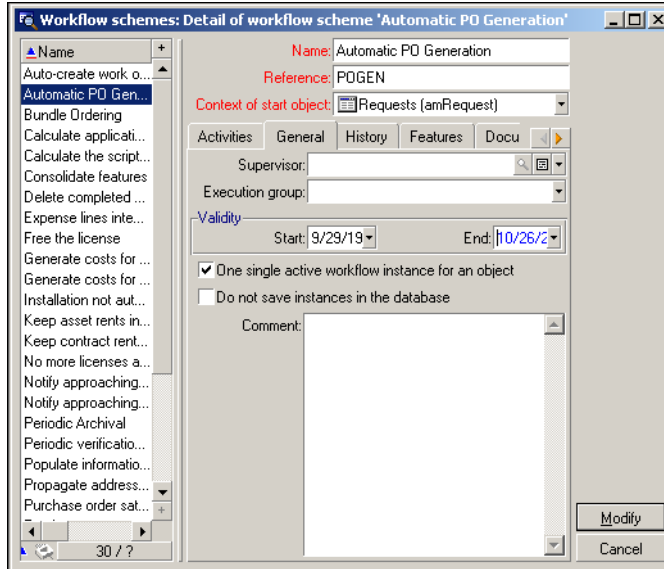 Workflow schemes: Detail of workflow scheme 'Automatic PO Generation'
Name
+
Auto-create work o...
Automatic PO Gen...
Bundle Ordering
Calculate applicati...
Calculate the script...
Consolidate features
Delete completed ...
Expense lines inte...
Free the license
Generate costs for ...
Generate costs for ...
Installation not aut...
Keep asset rents in...
Keep contract rent...
No more licenses a...
Notify approaching...
Notify approaching...
Periodic Archival
Periodic verificatio...
Populate informatio...
Propagate address...
Purchase order sat...
+
30 / ?
Name: Automatic PO Generation
Reference: POGEN
Context of start object: Requests (amRequest)
Activities General History Features Docu
Supervisor:
Execution group:
Validity
Start: 9/29/19 End: 10/26/2
One single active workflow instance for an object
Do not save instances in the database
Comment:
Modify
Cancel